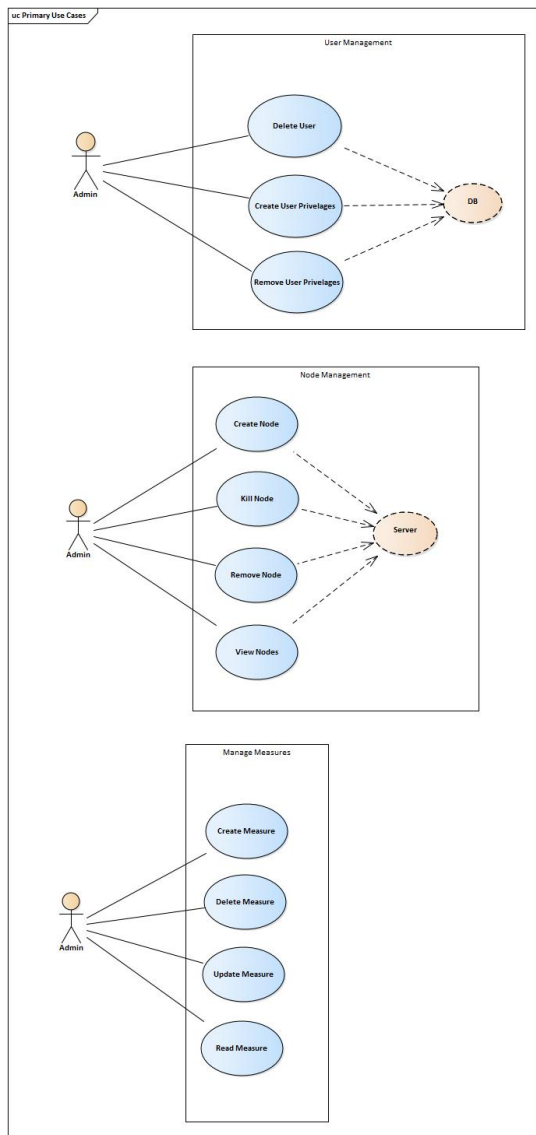 uc Primary Use Cases
User Management
Delete User
Admin
Create User Privelages
DB
Remove User Privelages
Node Management
Create Node
Kill Node
Admin
Server
Remove Node
View Nodes
Manage Measures
Create Measure
Delete Measure
Admin
Update Measure
Read Measure